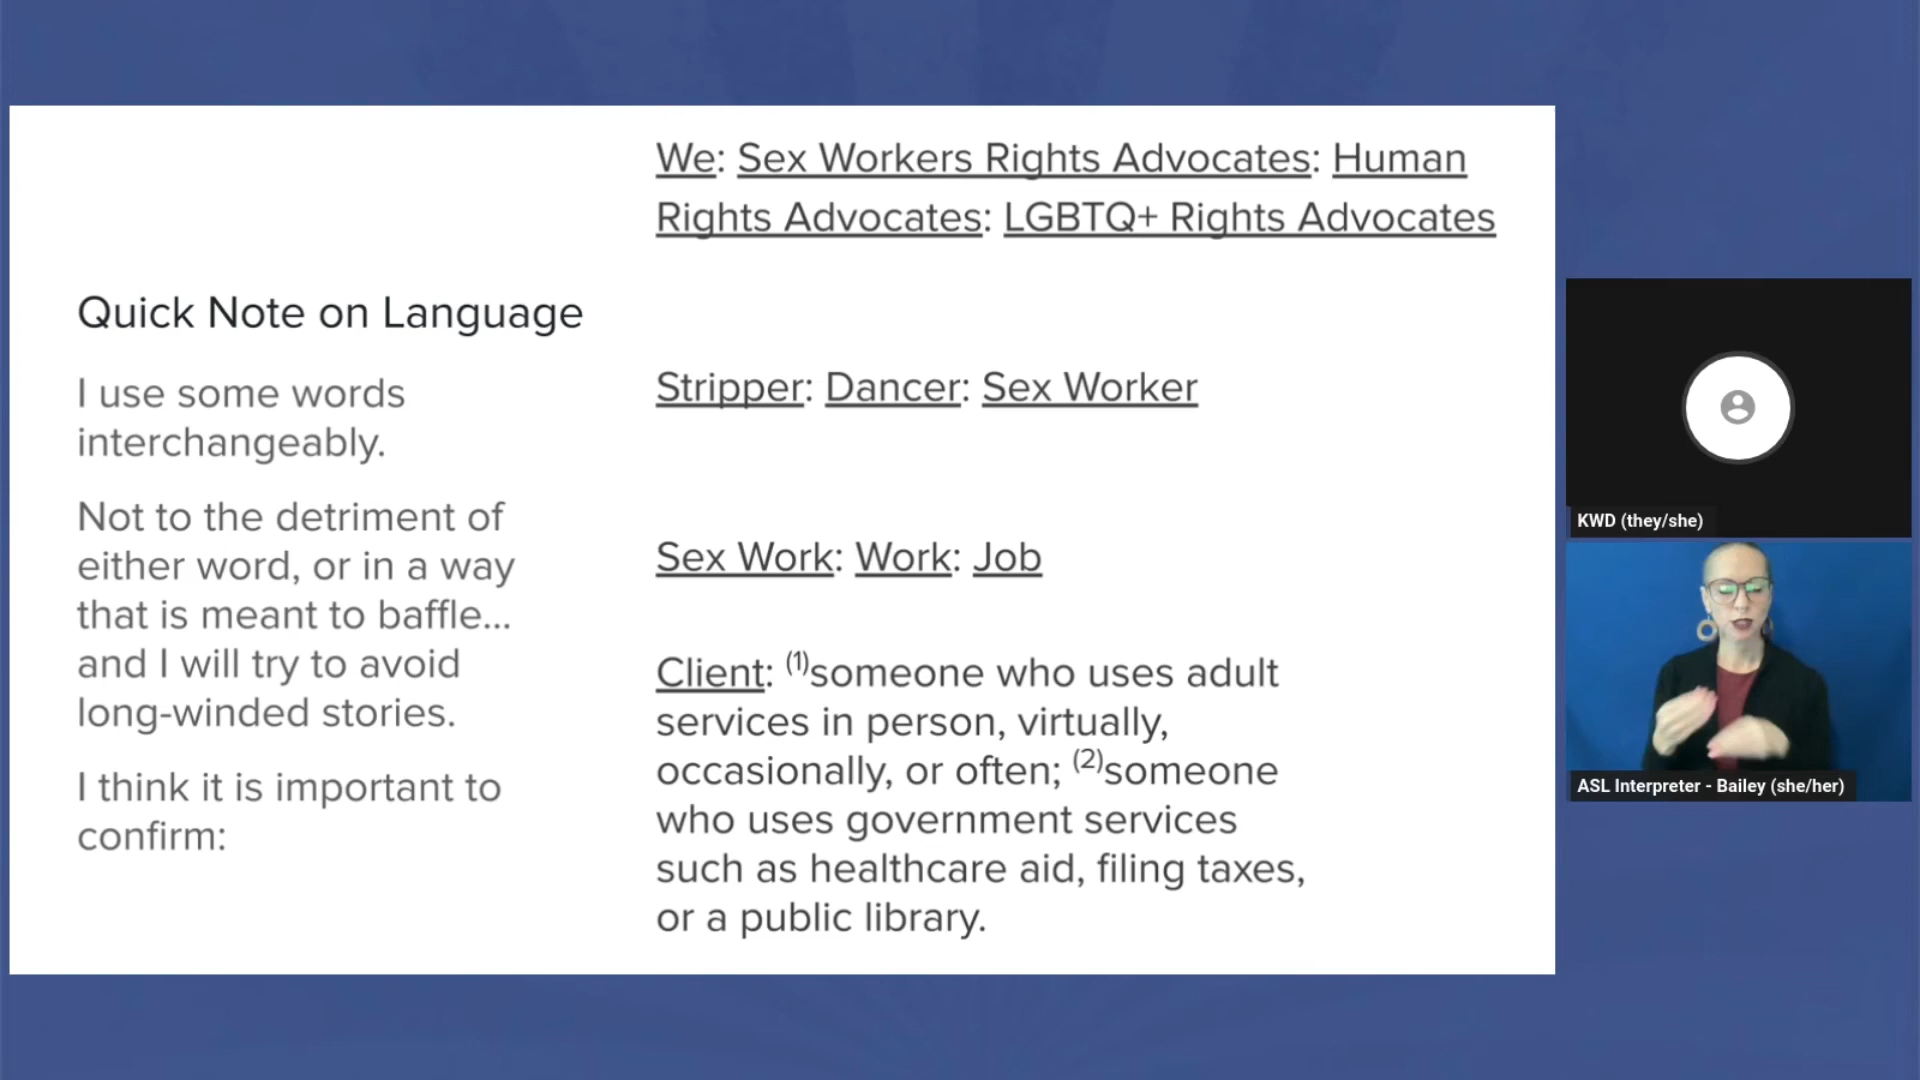 Quick Note on Language
I use some words
interchangeably.
Not to the detriment of
either word, or in a way
that is meant to baffle...
and I will try to avoid
long-winded stories.
I think it is important to
confirm:
We: Sex Workers Rights Advocates: Human
Rights Advocates: LGBTQ+ Rights Advocates
Stripper: Dancer: Sex Worker
Sex Work: Work: Job
Client: (1)someone who uses adult
services in person, virtually,
occasionally, or often; (2)someone
who uses government services
such as healthcare aid, filing taxes,
or a public library.
KWD (they/she)
ASL Interpreter - Bailey (she/her)